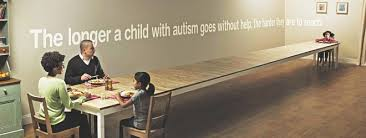 The longer a child with autism goes without help, the harder they are to reach.